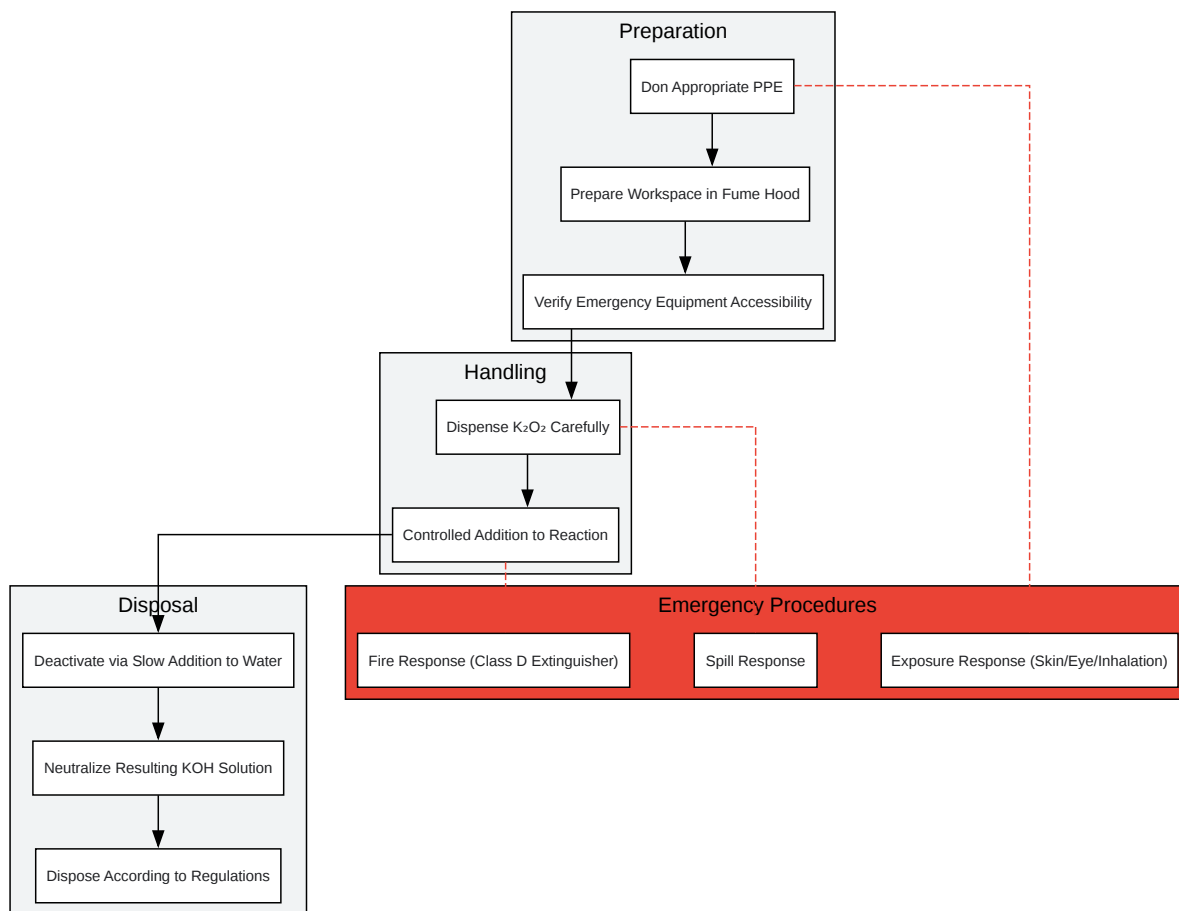 Preparation
Don Appropriate PPE
Prepare Workspace in Fume Hood
Verify Emergency Equipment Accessibility
Handling
Dispense K₂O₂ Carefully
Controlled Addition to Reaction
Disposal
Deactivate via Slow Addition to Water
Neutralize Resulting KOH Solution
Dispose According to Regulations
Emergency Procedures
Fire Response (Class D Extinguisher)
Spill Response
Exposure Response (Skin/Eye/Inhalation)